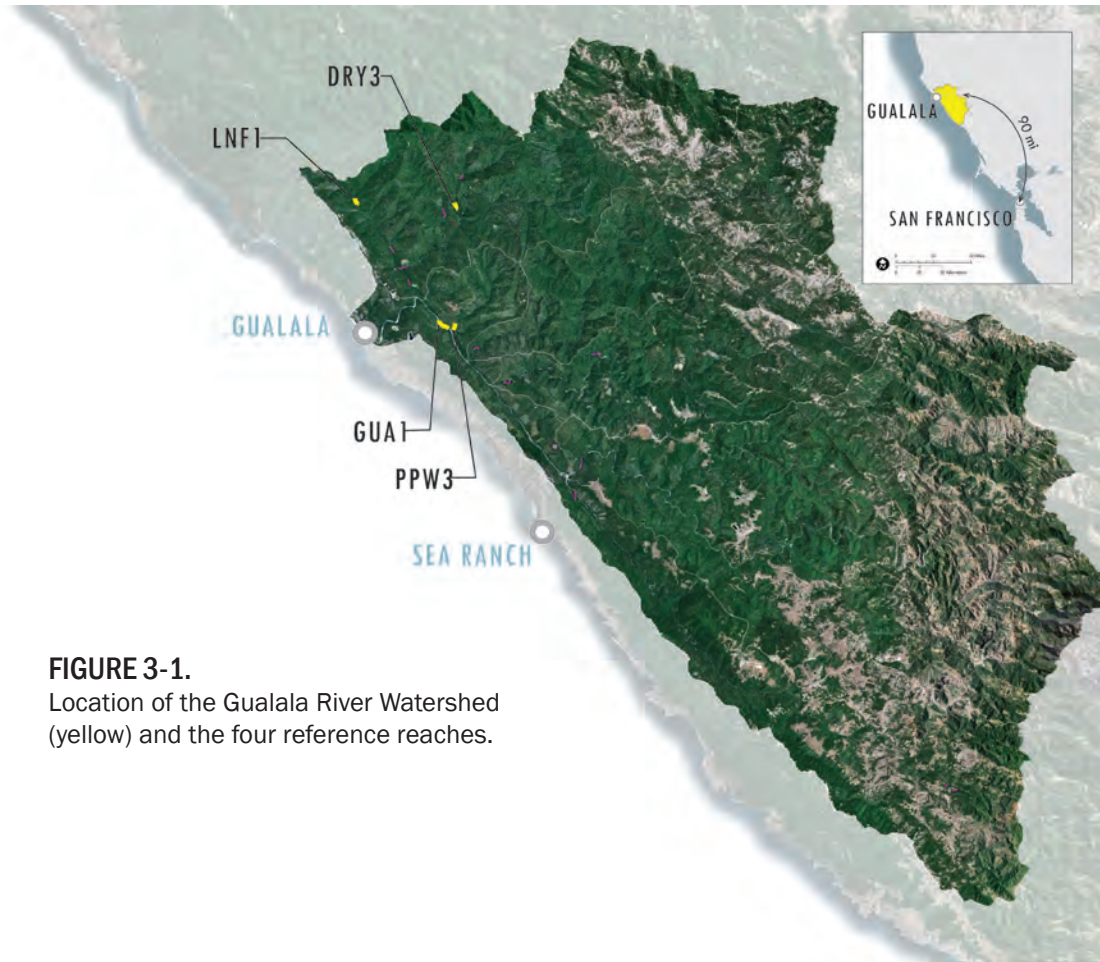 DRY3
LNF1
GUALALA
GUA1
PPW3
SEA RANCH
GUALALA
90 mi
SAN FRANCISCO
FIGURE 3-1.
Location of the Gualala River Watershed
(yellow) and the four reference reaches.